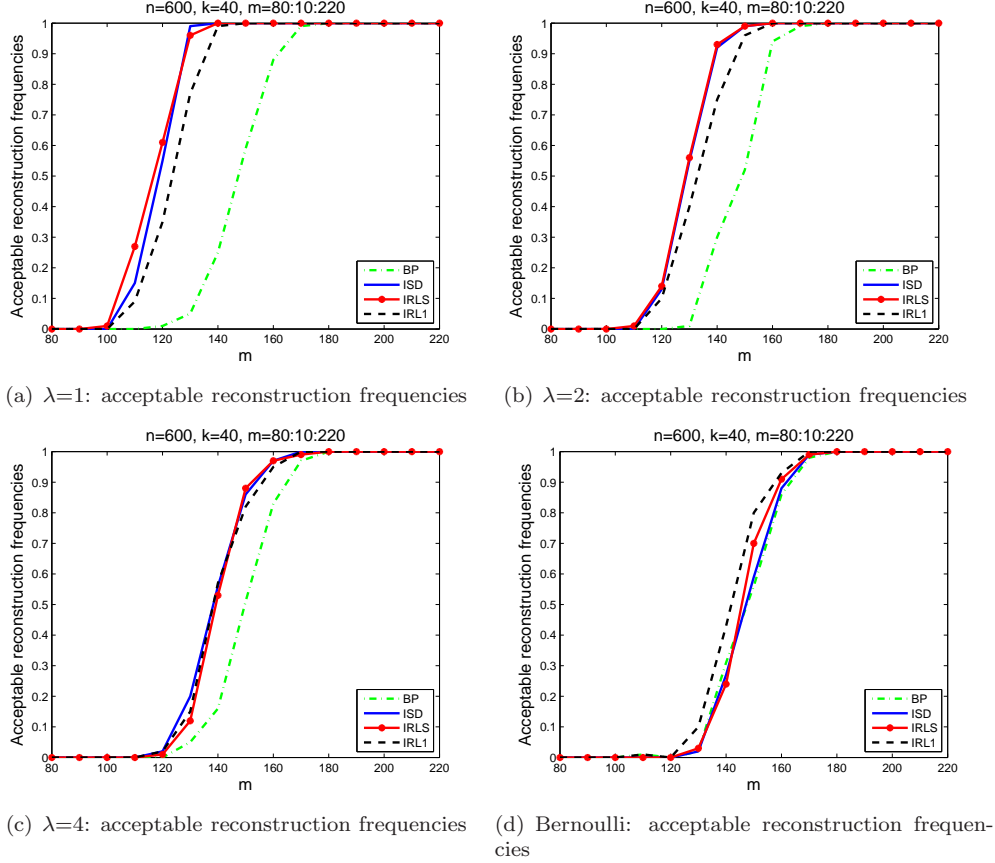 n=600, k=40, m=80:10:220
Acceptable reconstruction frequencies
1
0.9
0.8
0.7
0.6
0.5
0.4
0.3
0.2
0.1
0
80 100 120 140 160 180 200 220
m
BP
ISD
IRLS
IRL1
(a) λ=1: acceptable reconstruction frequencies
n=600, k=40, m=80:10:220
Acceptable reconstruction frequencies
1
0.9
0.8
0.7
0.6
0.5
0.4
0.3
0.2
0.1
0
80 100 120 140 160 180 200 220
m
BP
ISD
IRLS
IRL1
(b) λ=2: acceptable reconstruction frequencies
n=600, k=40, m=80:10:220
Acceptable reconstruction frequencies
1
0.9
0.8
0.7
0.6
0.5
0.4
0.3
0.2
0.1
0
80 100 120 140 160 180 200 220
m
BP
ISD
IRLS
IRL1
(c) λ=4: acceptable reconstruction frequencies
n=600, k=40, m=80:10:220
Acceptable reconstruction frequencies
1
0.9
0.8
0.7
0.6
0.5
0.4
0.3
0.2
0.1
0
80 100 120 140 160 180 200 220
m
BP
ISD
IRLS
IRL1
(d) Bernoulli: acceptable reconstruction frequen-
cies